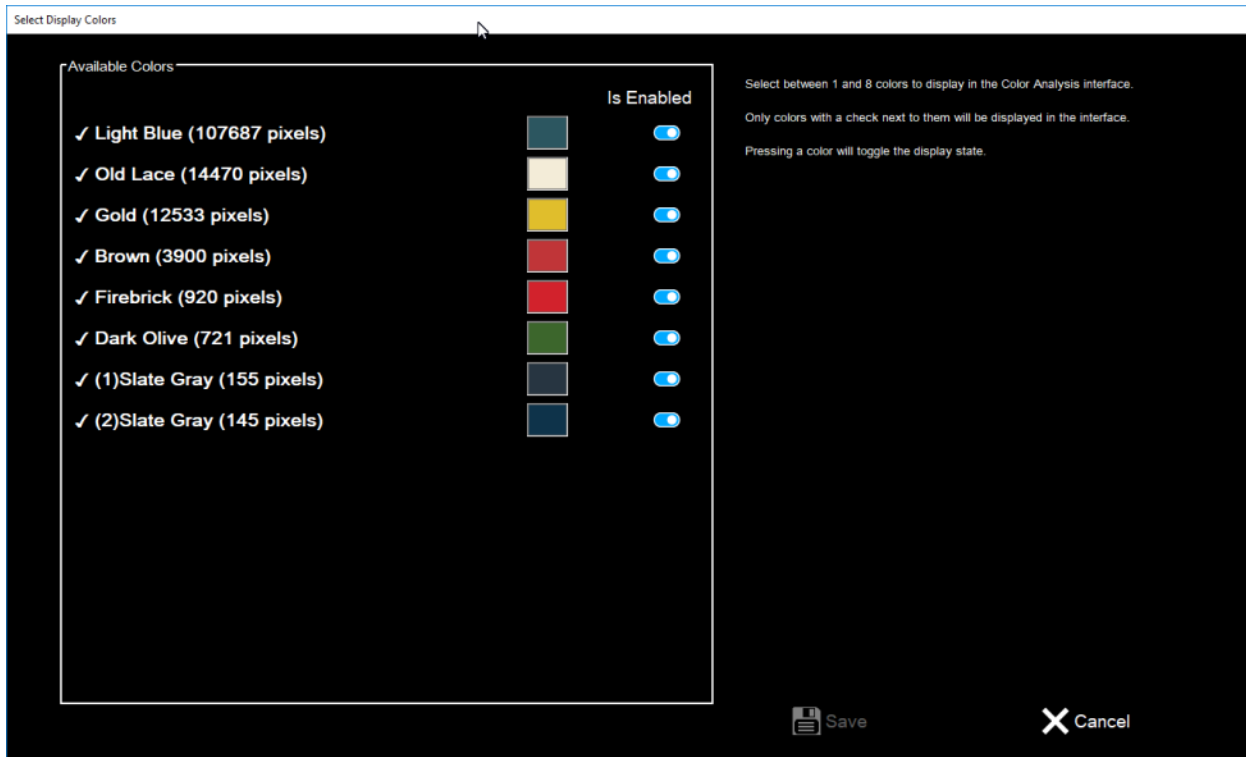 Select Display Colors
Available Colors
Is Enabled
✓ Light Blue (107687 pixels)
✓ Old Lace (14470 pixels)
✓ Gold (12533 pixels)
✓ Brown (3900 pixels)
✓ Firebrick (920 pixels)
✓ Dark Olive (721 pixels)
✓ (1)Slate Gray (155 pixels)
✓ (2)Slate Gray (145 pixels)
Select between 1 and 8 colors to display in the Color Analysis interface.
Only colors with a check next to them will be displayed in the interface.
Pressing a color will toggle the display state.
Save
Cancel